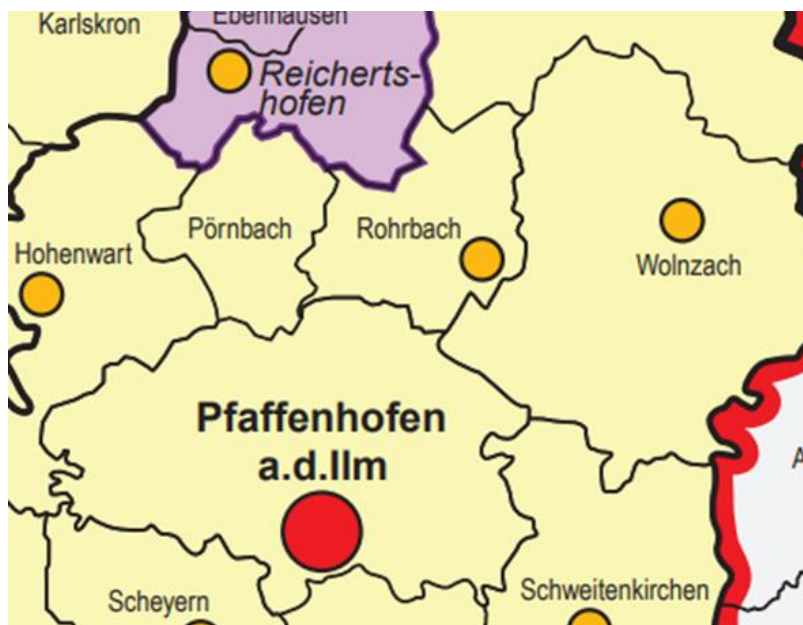 Karlskron
Ebenhausen
Reicherts-
hofen
Hohenwart
Pörnbach
Rohrbach
Wolnzach
Pfaffenhofen
a.d.Ilm
A
Scheyern
Schweitenkirchen